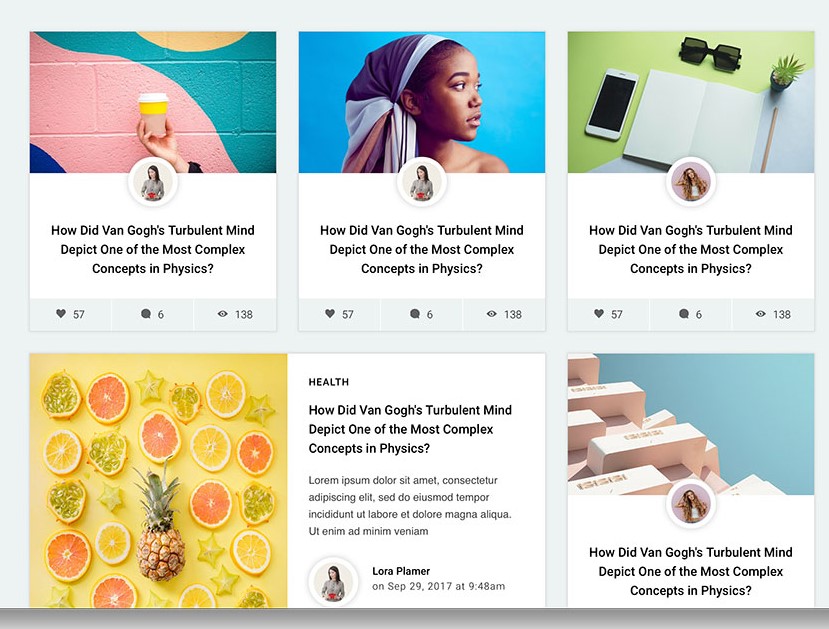 How Did Van Gogh's Turbulent Mind
Depict One of the Most Complex
Concepts in Physics?
57 6 138
How Did Van Gogh's Turbulent Mind
Depict One of the Most Complex
Concepts in Physics?
57 6 138
How Did Van Gogh's Turbulent Mind
Depict One of the Most Complex
Concepts in Physics?
57 6 138
HEALTH
How Did Van Gogh's Turbulent Mind
Depict One of the Most Complex
Concepts in Physics?
Lorem ipsum dolor sit amet, consectetur
adipiscing elit, sed do eiusmod tempor
incididunt ut labore et dolore magna aliqua.
Ut enim ad minim veniam
Lora Plamer
on Sep 29, 2017 at 9:48am
How Did Van Gogh's Turbulent Mind
Depict One of the Most Complex
Concepts in Physics?